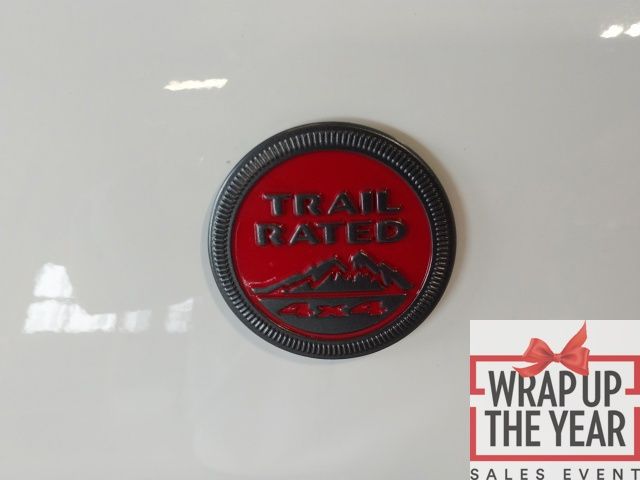 TRAIL
RATED
4x4
WRAP UP
THE YEAR
SALES EVENT